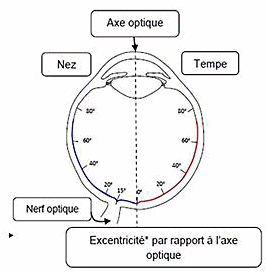 Axe optique
Nez
Tempe
80° 80°
60° 60°
40° 40°
20° 15° 0° 20°
Nerf optique
Excentricité* par rapport à l'axe
optique